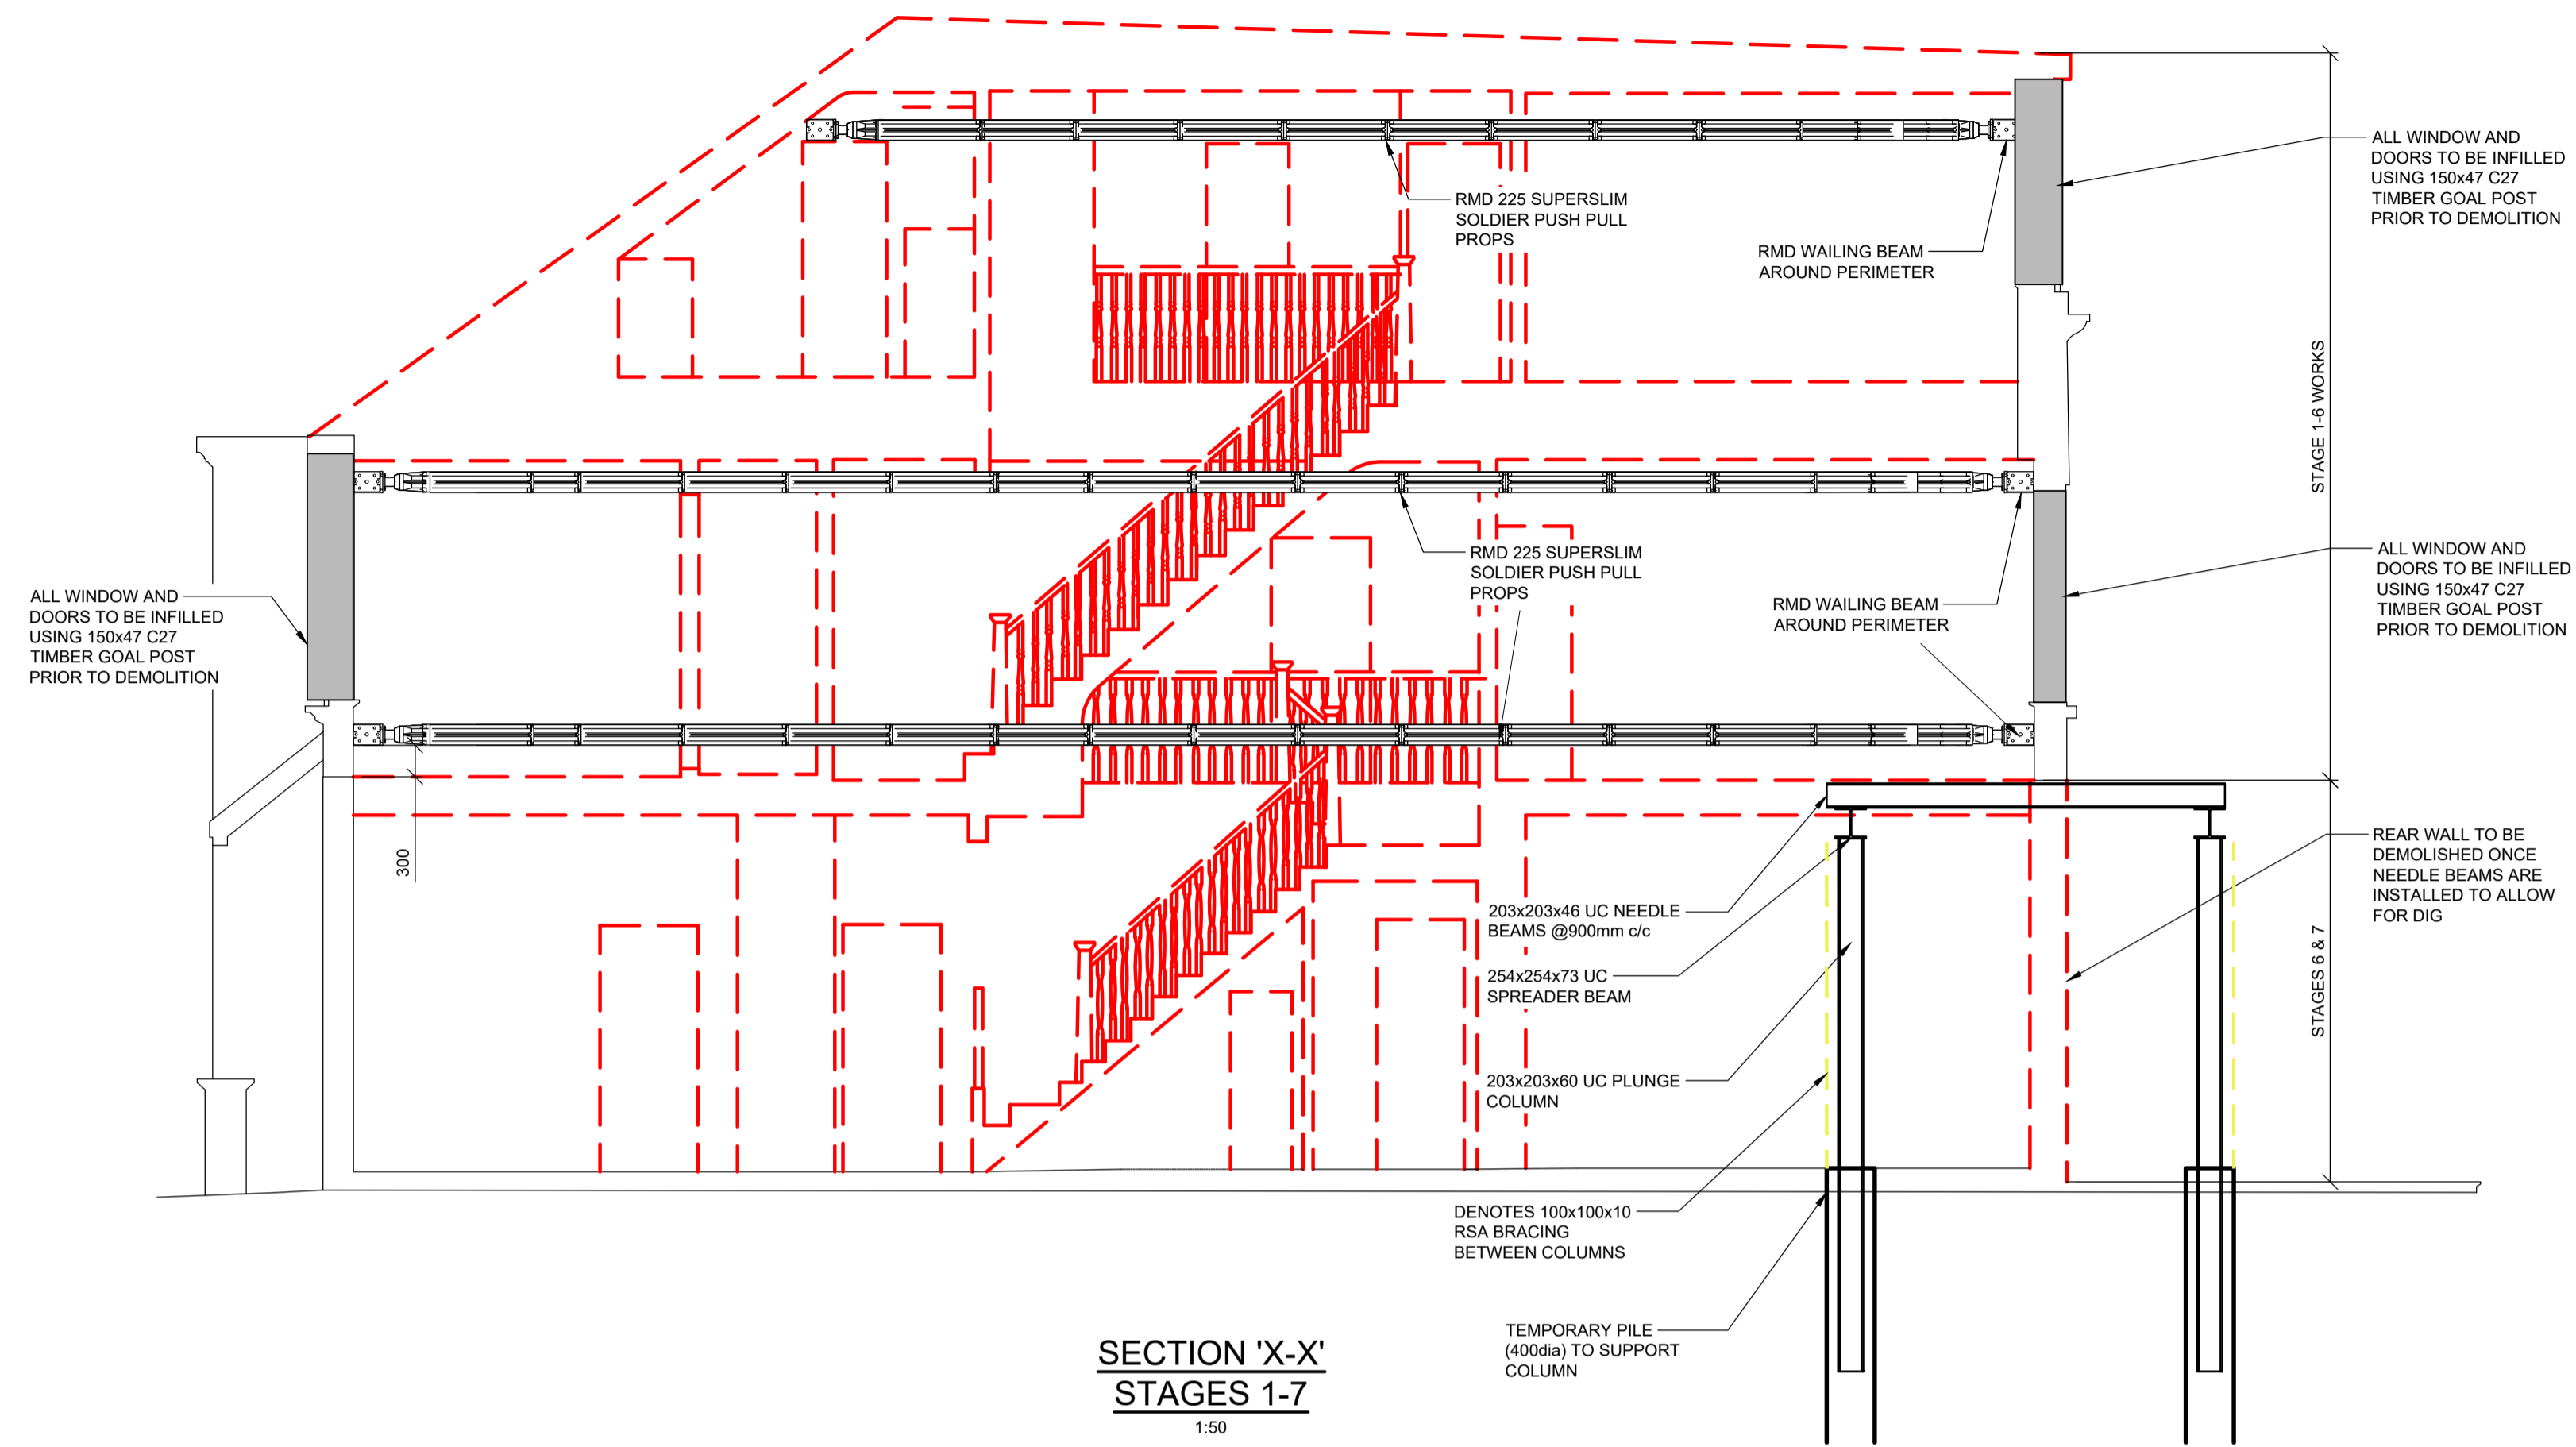 RMD 225 SUPERSLIM
SOLDIER PUSH PULL
PROPS
RMD WAILING BEAM
AROUND PERIMETER
ALL WINDOW AND
DOORS TO BE INFILLED
USING 150x47 C27
TIMBER GOAL POST
PRIOR TO DEMOLITION
STAGE 1-6 WORKS
ALL WINDOW AND
DOORS TO BE INFILLED
USING 150x47 C27
TIMBER GOAL POST
PRIOR TO DEMOLITION
RMD 225 SUPERSLIM
SOLDIER PUSH PULL
PROPS
RMD WAILING BEAM
AROUND PERIMETER
ALL WINDOW AND
DOORS TO BE INFILLED
USING 150x47 C27
TIMBER GOAL POST
PRIOR TO DEMOLITION
300
203x203x46 UC NEEDLE
BEAMS @900mm c/c
254x254x73 UC
SPREADER BEAM
203x203x60 UC PLUNGE
COLUMN
REAR WALL TO BE
DEMOLISHED ONCE
NEEDLE BEAMS ARE
INSTALLED TO ALLOW
FOR DIG
STAGES 6 & 7
DENOTES 100x100x10
RSA BRACING
BETWEEN COLUMNS
TEMPORARY PILE
(400dia) TO SUPPORT
COLUMN
SECTION 'X-X'
STAGES 1-7
1:50